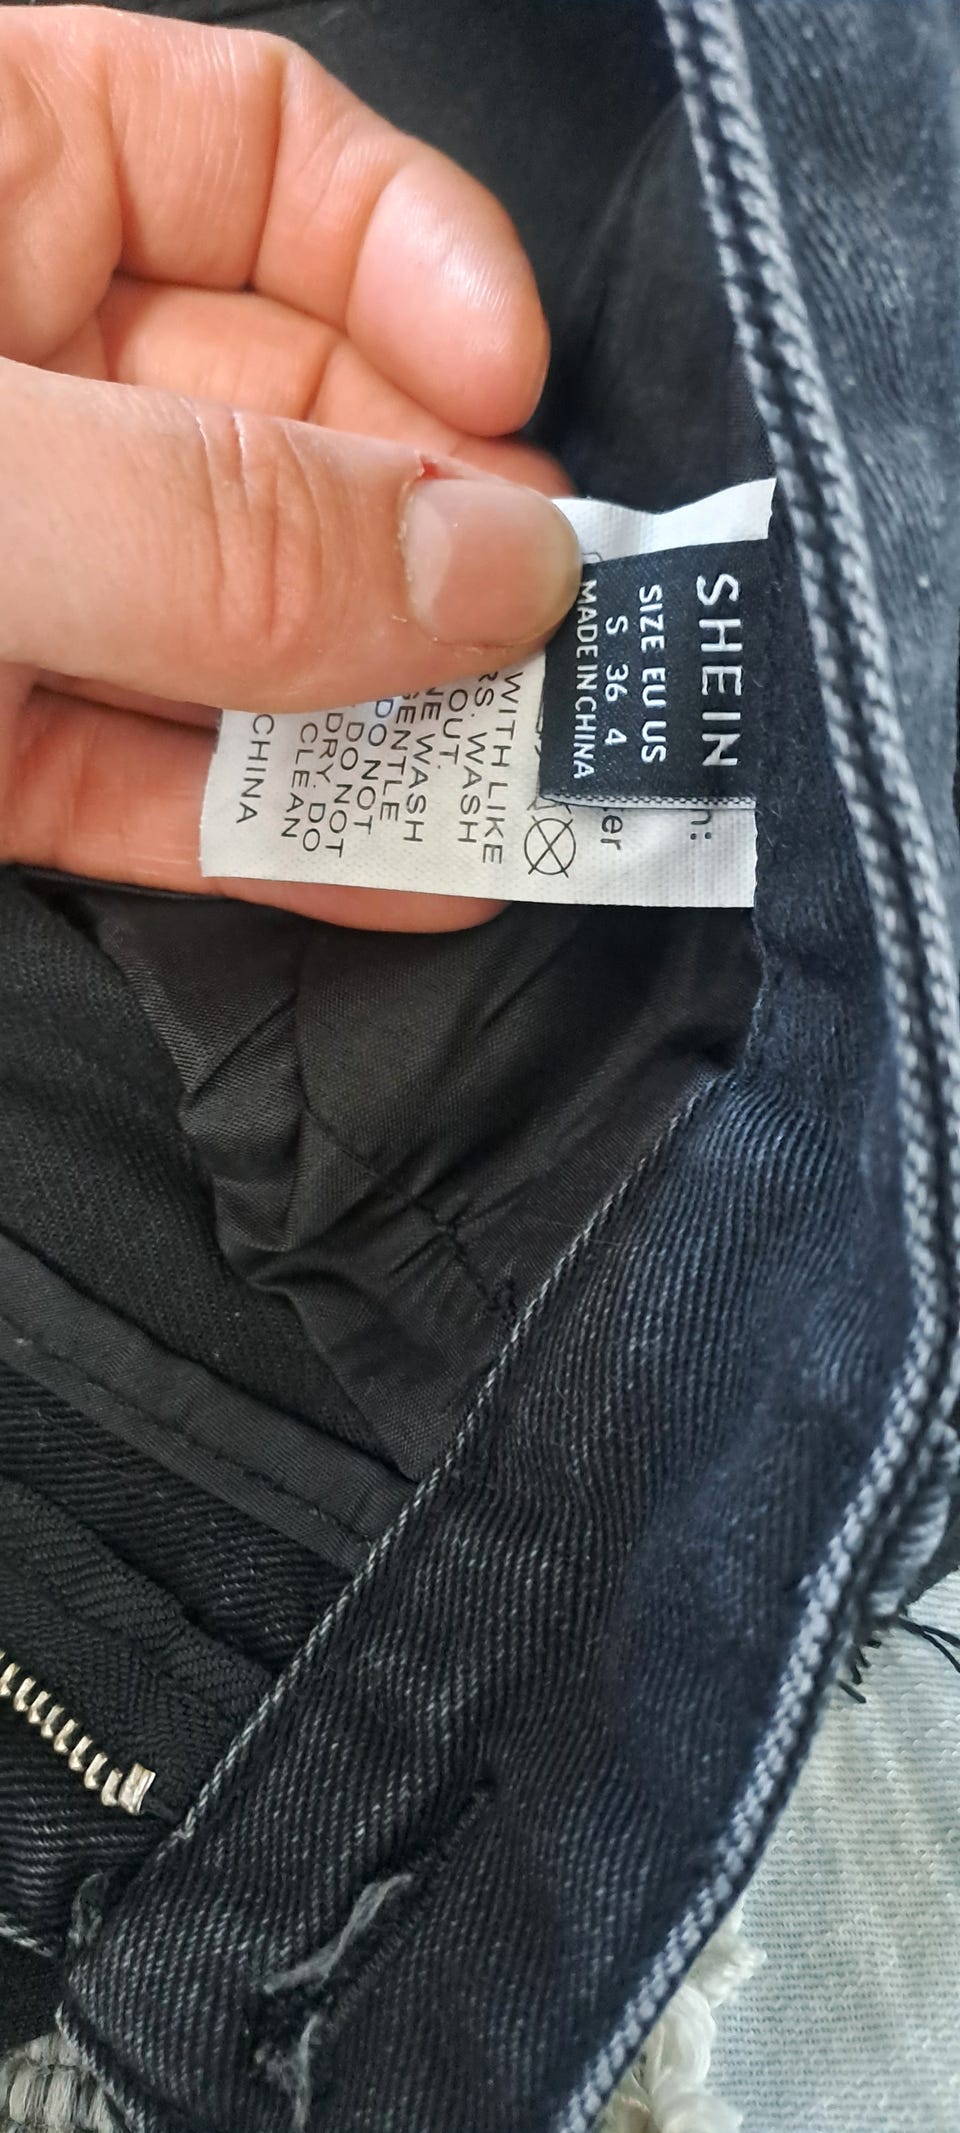 SHEIN
SIZE EU US
S 36 4
MADE IN CHINA
WITH LIKE
WASH
OUT.
WASH
GENTLE
DO NOT
DO NOT
DRY. DO
CLEAN
CHINA